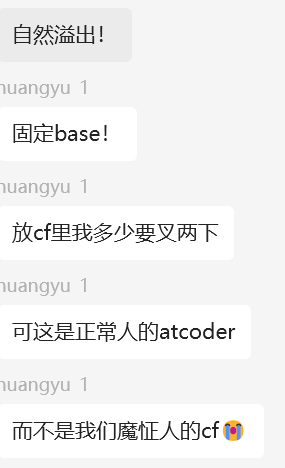 自然溢出！
huangyu 1
固定base！
huangyu 1
放cf里我多少要叉两下
huangyu 1
可这是正常人的atcoder
huangyu 1
而不是我们魔怔人的cf😭